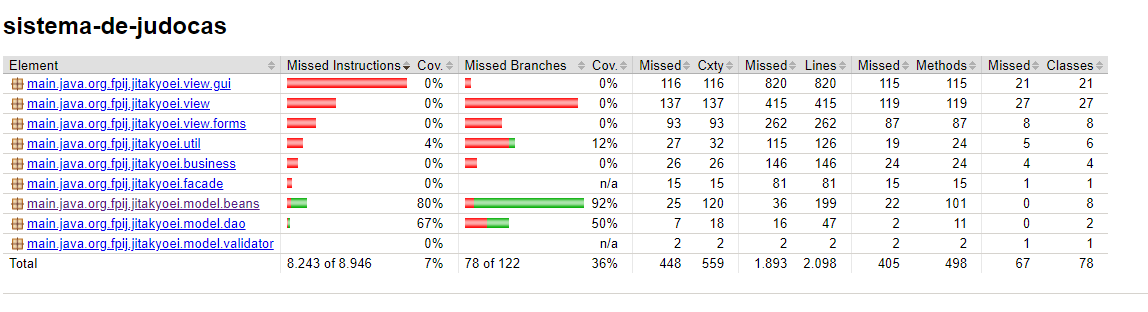 sistema-de-judocas
Element Missed Instructions Cov. Missed Branches Cov. Missed Cxty Missed Lines Missed Methods Missed Classes
main.java.org.fpij.jitakyoei.view.gui 0% 0% 116 116 820 820 115 115 21 21
main.java.org.fpij.jitakyoei.view 0% 0% 137 137 415 415 119 119 27 27
main.java.org.fpij.jitakyoei.view.forms 0% 0% 93 93 262 262 87 87 8 8
main.java.org.fpij.jitakyoei.util 4% 12% 27 32 115 126 19 24 5 6
main.java.org.fpij.jitakyoei.business 0% 0% 26 26 146 146 24 24 4 4
main.java.org.fpij.jitakyoei.facade 0% n/a 15 15 81 81 15 15 1 1
main.java.org.fpij.jitakyoei.model.beans 80% 92% 25 120 36 199 22 101 0 8
main.java.org.fpij.jitakyoei.model.dao 67% 50% 7 18 16 47 2 11 0 2
main.java.org.fpij.jitakyoei.model.validator 0% n/a 2 2 2 2 2 2 1 1
Total 8.243 of 8.946 7% 78 of 122 36% 448 559 1.893 2.098 405 498 67 78